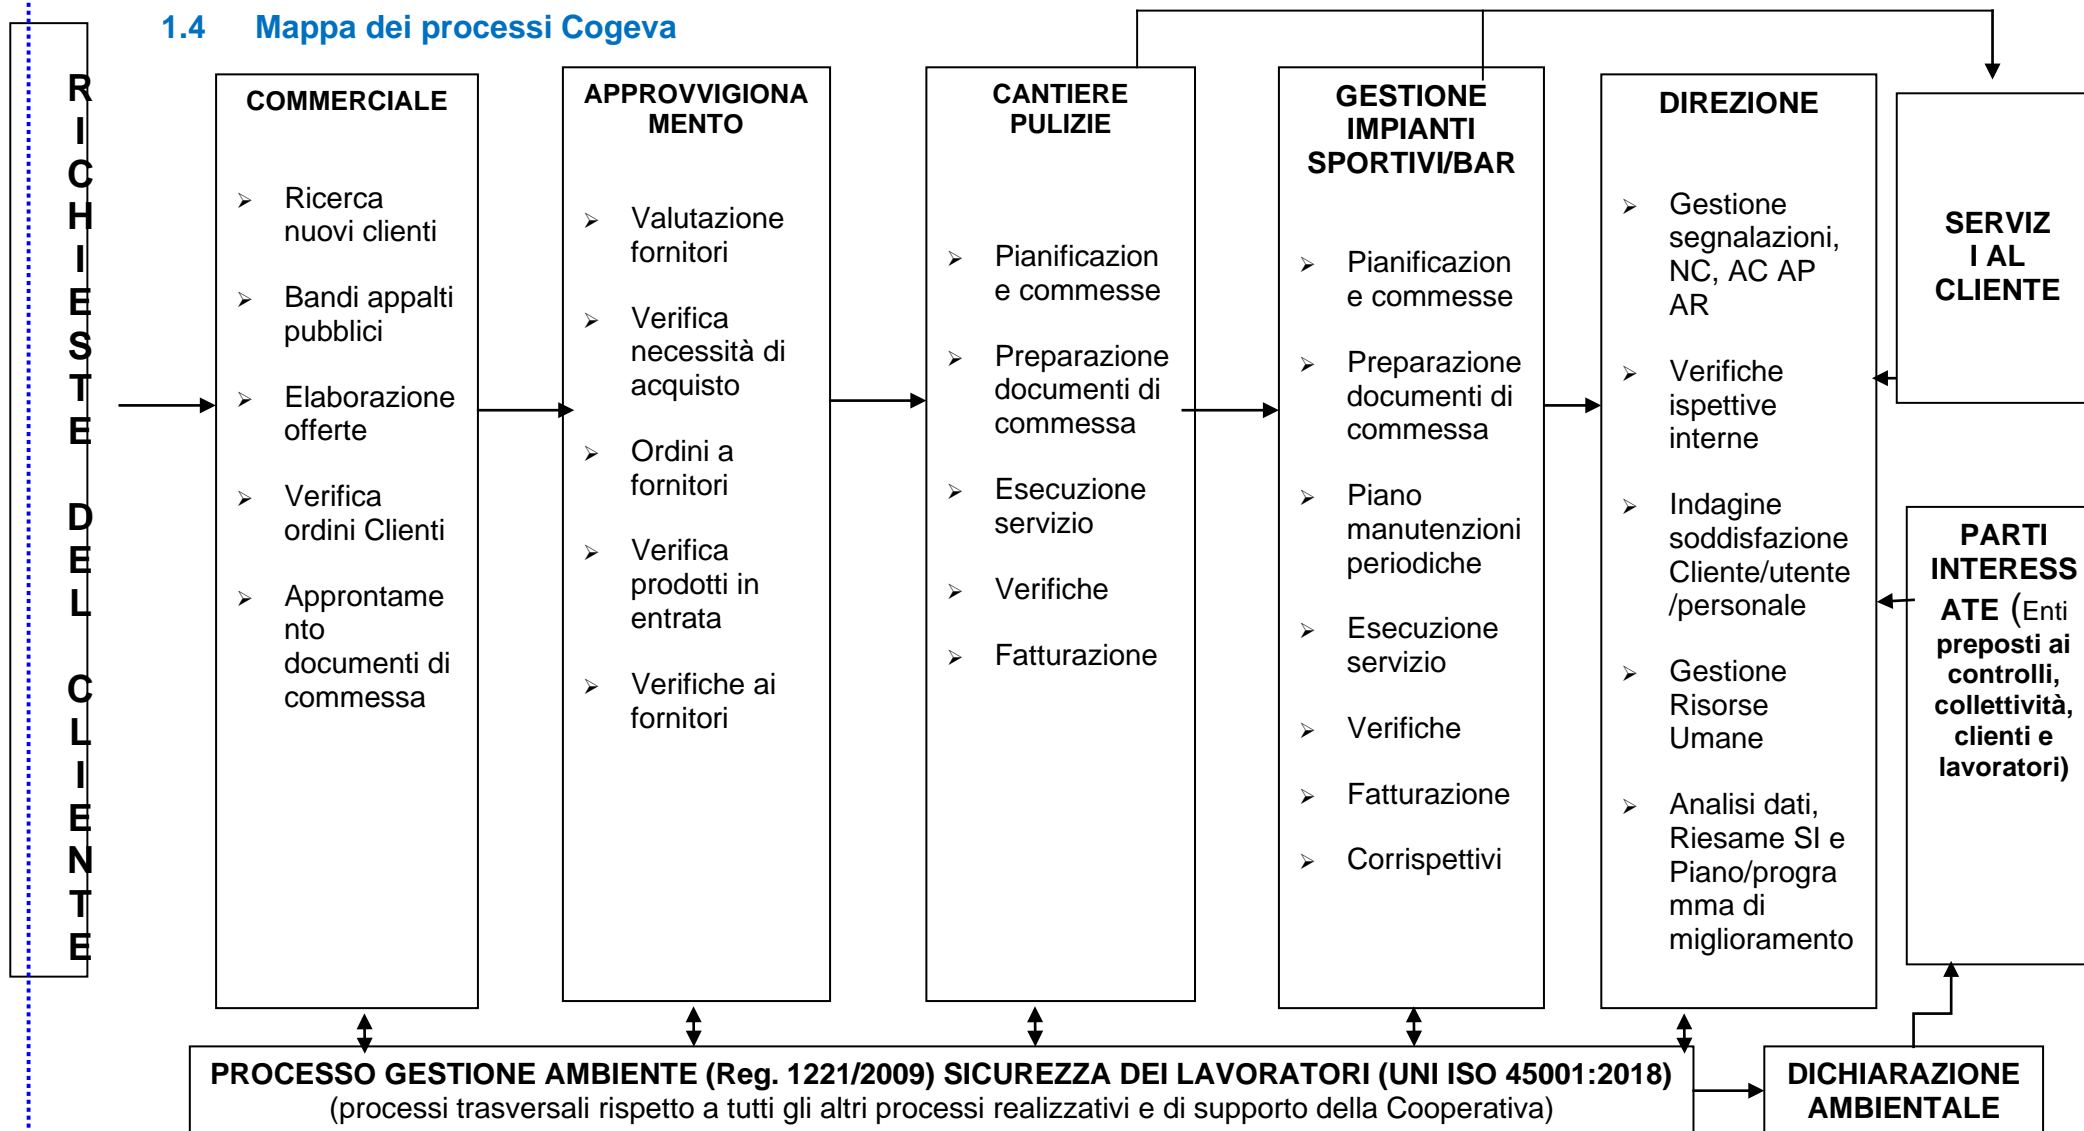 1.4 Mappa dei processi Cogeva
RICHIESTE DEL CLIENTE
COMMERCIALE
➢ Ricerca
nuovi clienti
➢ Bandi appalti
pubblici
➢ Elaborazione
offerte
➢ Verifica
ordini Clienti
➢ Approntame
nto
documenti di
commessa
APPROVVIGIONA
MENTO
➢ Valutazione
fornitori
➢ Verifica
necessità di
acquisto
➢ Ordini a
fornitori
➢ Verifica
prodotti in
entrata
➢ Verifiche ai
fornitori
CANTIERE
PULIZIE
➢ Pianificazion
e commesse
➢ Preparazione
documenti di
commessa
➢ Esecuzione
servizio
➢ Verifiche
➢ Fatturazione
GESTIONE
IMPIANTI
SPORTIVI/BAR
➢ Pianificazion
e commesse
➢ Preparazione
documenti di
commessa
➢ Piano
manutenzioni
periodiche
➢ Esecuzione
servizio
➢ Verifiche
➢ Fatturazione
➢ Corrispettivi
DIREZIONE
➢ Gestione
segnalazioni,
NC, AC AP
AR
➢ Verifiche
ispettive
interne
➢ Indagine
soddisfazione
Cliente/utente
/personale
➢ Gestione
Risorse
Umane
➢ Analisi dati,
Riesame SI e
Piano/progra
mma di
miglioramento
SERVIZ
I AL
CLIENTE
PARTI
INTERESS
ATE (Enti
preposti ai
controlli,
collettività,
clienti e
lavoratori)
PROCESSO GESTIONE AMBIENTE (Reg. 1221/2009) SICUREZZA DEI LAVORATORI (UNI ISO 45001:2018)
(processi trasversali rispetto a tutti gli altri processi realizzativi e di supporto della Cooperativa)
DICHIARAZIONE
AMBIENTALE